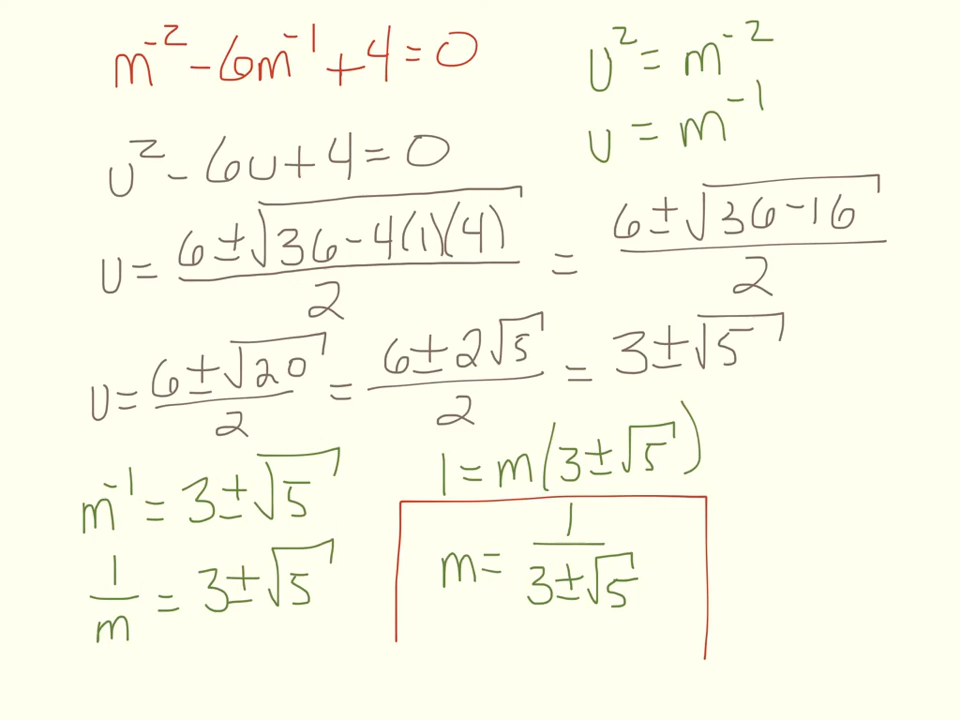 m⁻² - 6m⁻¹ + 4 = 0
u² = m⁻²
u = m⁻¹
u² - 6u + 4 = 0
u = (6 ± √(36 - 4(1)(4)))/2 = (6 ± √(36 - 16))/2
u = (6 ± √20)/2 = (6 ± 2√5)/2 = 3 ± √5
m⁻¹ = 3 ± √5
1/m = 3 ± √5
1 = m(3 ± √5)
m = 1/(3 ± √5)